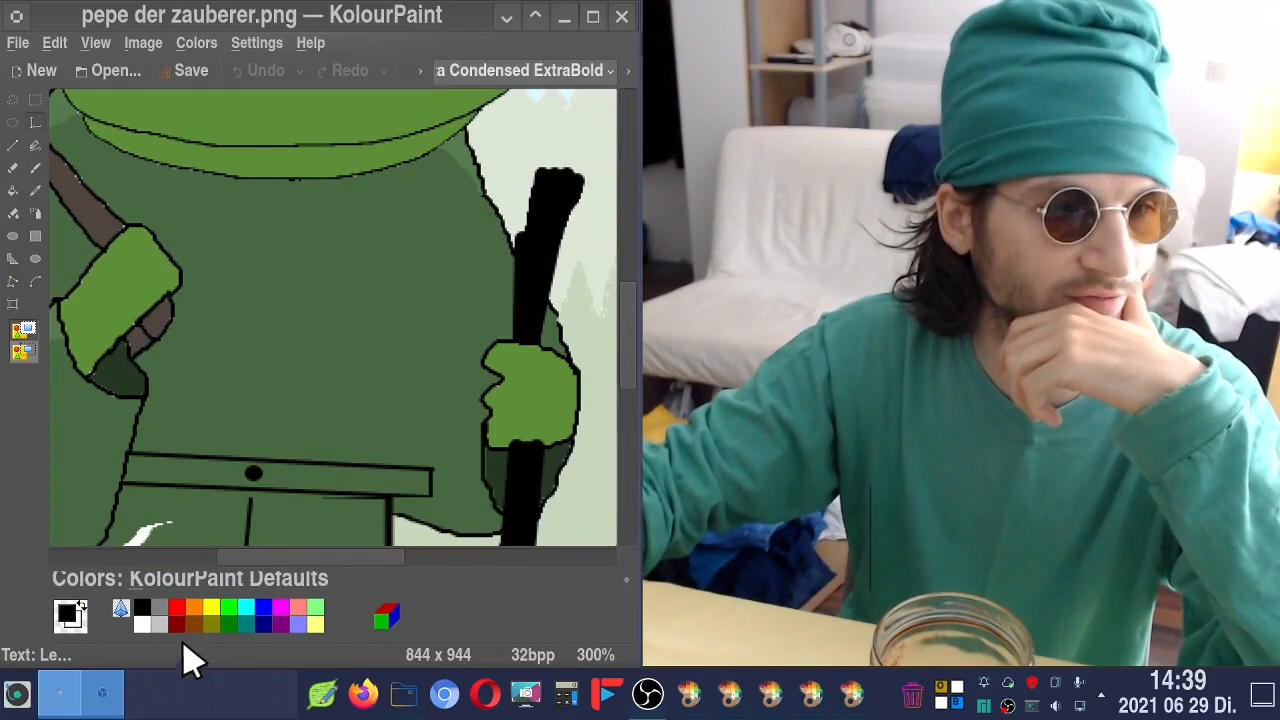 pepe der zauberer.png — KolourPaint
File Edit View Image Colors Settings Help
New Open... Save Undo Redo a Condensed ExtraBold
Colors: KolourPaint Defaults
Text: Le... 844 x 944 32bpp 300%
14:39
2021 06 29 Di.